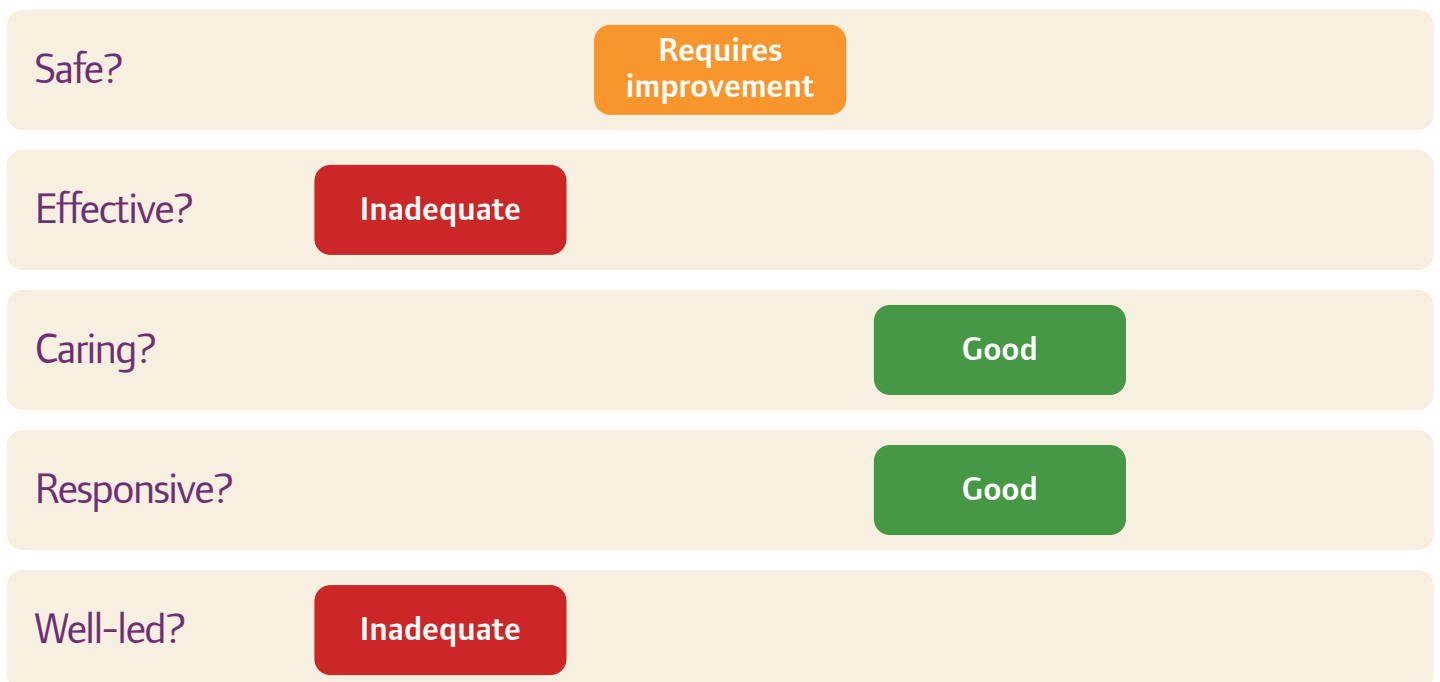 Safe?
Requires
improvement
Effective?
Inadequate
Caring?
Good
Responsive?
Good
Well-led?
Inadequate